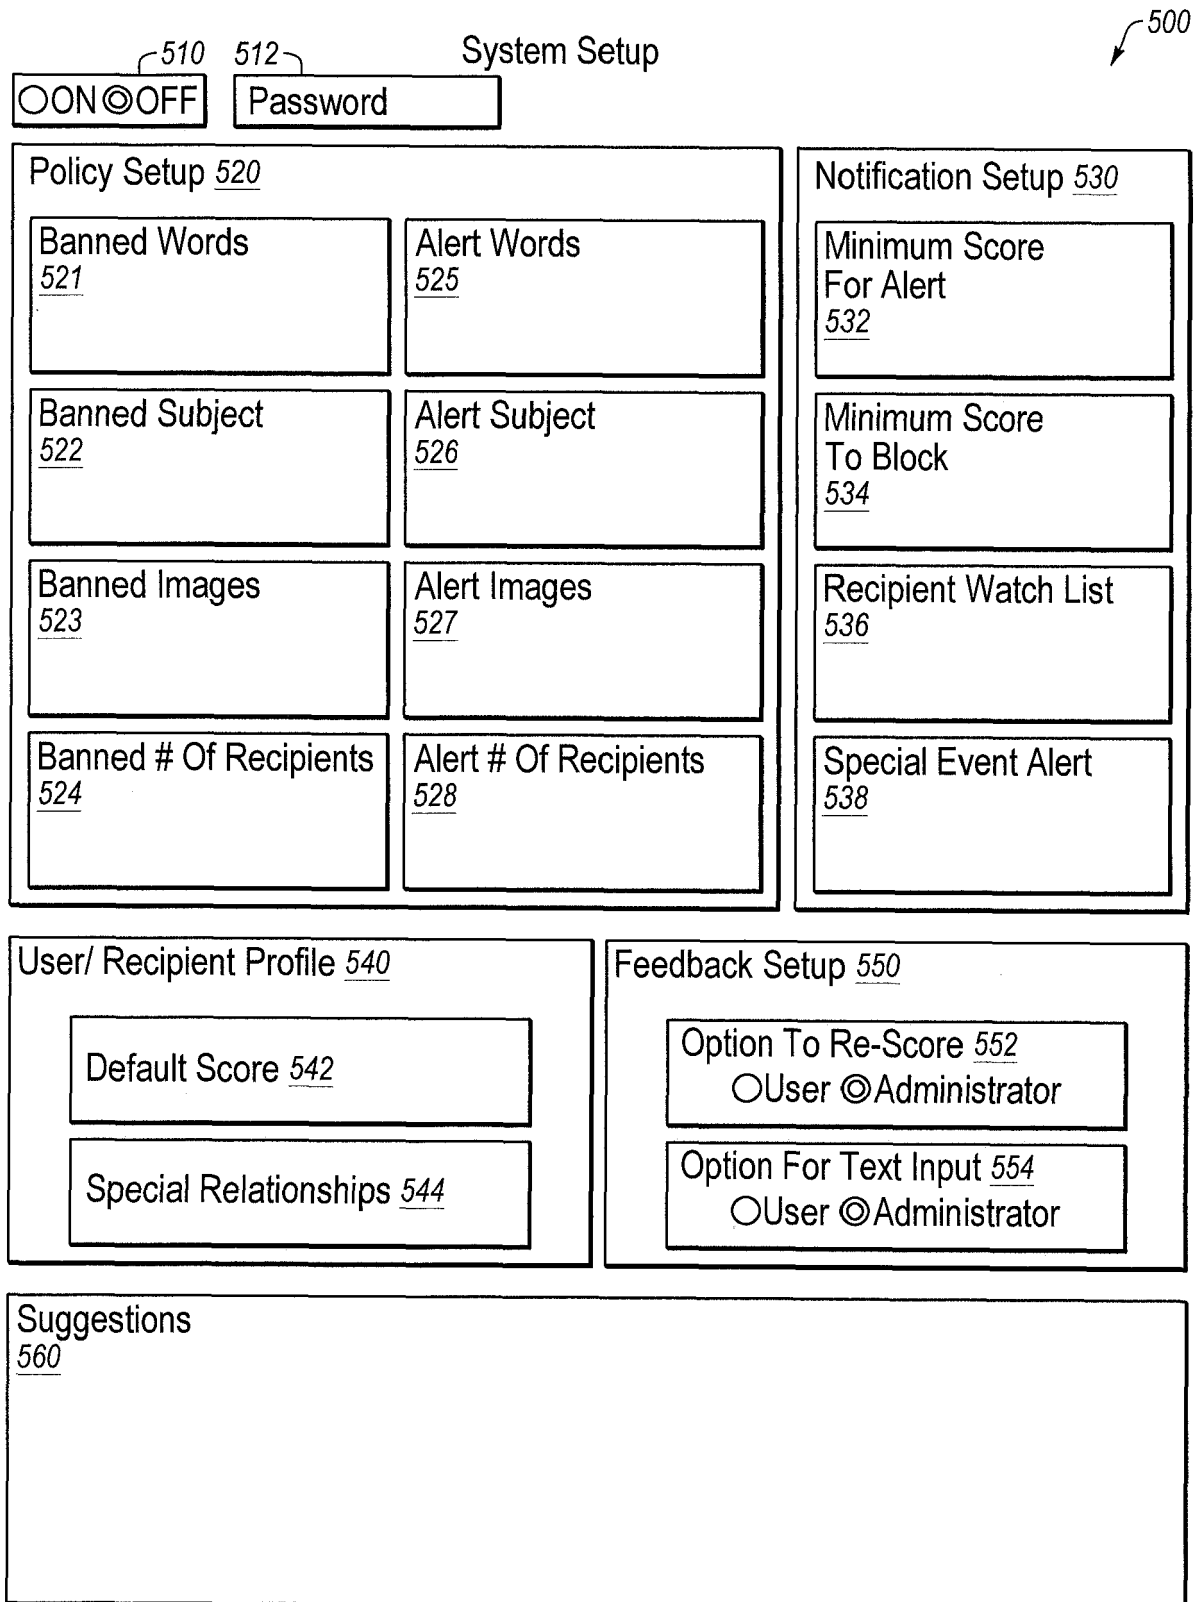 500
510 512 System Setup
ON OFF Password
Policy Setup 520
Banned Words
521
Alert Words
525
Banned Subject
522
Alert Subject
526
Banned Images
523
Alert Images
527
Banned # Of Recipients
524
Alert # Of Recipients
528
Notification Setup 530
Minimum Score
For Alert
532
Minimum Score
To Block
534
Recipient Watch List
536
Special Event Alert
538
User/ Recipient Profile 540
Default Score 542
Special Relationships 544
Feedback Setup 550
Option To Re-Score 552
User Administrator
Option For Text Input 554
User Administrator
Suggestions
560